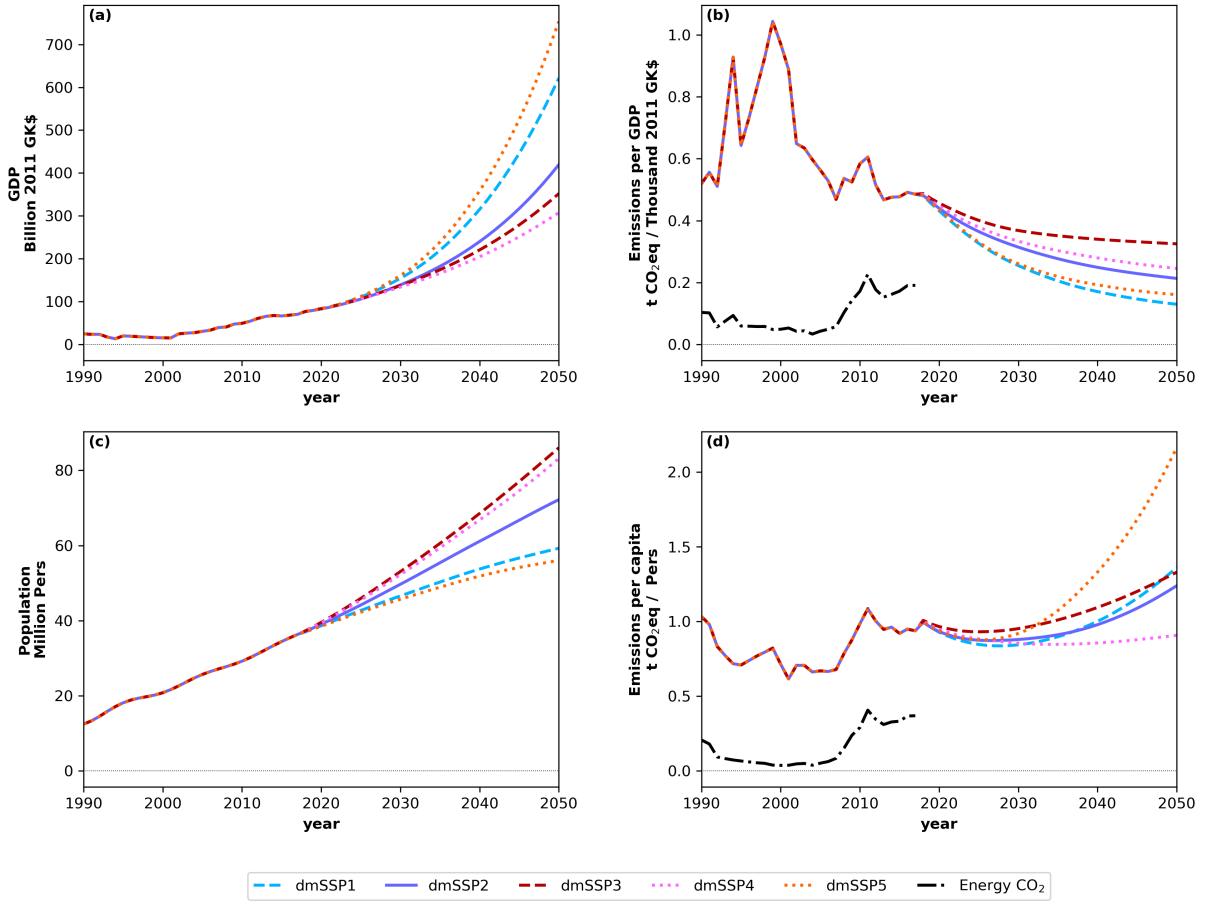 (a)
GDP
Billion 2011 GK$
700
600
500
400
300
200
100
0
1990 2000 2010 2020 2030 2040 2050
year
(b)
Emissions per GDP
t CO₂eq / Thousand 2011 GK$
1.0
0.8
0.6
0.4
0.2
0.0
1990 2000 2010 2020 2030 2040 2050
year
(c)
Population
Million Pers
80
60
40
20
0
1990 2000 2010 2020 2030 2040 2050
year
(d)
Emissions per capita
t CO₂eq / Pers
2.0
1.5
1.0
0.5
0.0
1990 2000 2010 2020 2030 2040 2050
year
dmSSP1 dmSSP2 dmSSP3 dmSSP4 dmSSP5 Energy CO₂